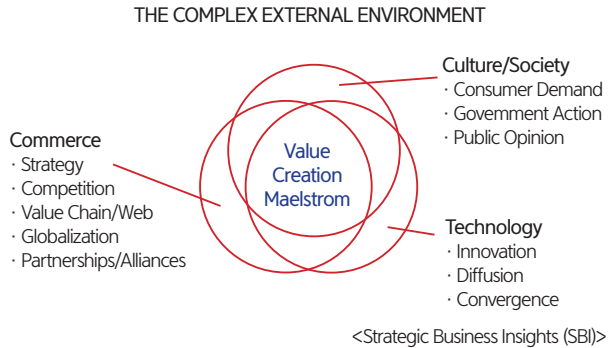 THE COMPLEX EXTERNAL ENVIRONMENT
Culture/Society
· Consumer Demand
· Govemment Action
· Public Opinion
Commerce
· Strategy
· Competition
· Value Chain/Web
· Globalization
· Partnerships/Alliances
Value
Creation
Maelstrom
Technology
· Innovation
· Diffusion
· Convergence
<Strategic Business Insights (SBI)>